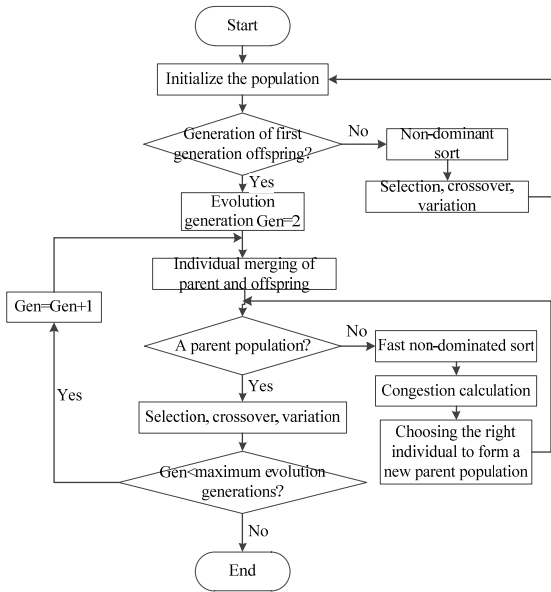 Start
Initialize the population
Generation of first
generation offspring?
No
Non-dominant
sort
Selection, crossover,
variation
Yes
Evolution
generation Gen=2
Individual merging of
parent and offspring
Gen=Gen+1
A parent population?
No
Fast non-dominated sort
Congestion calculation
Choosing the right
individual to form a
new parent population
Yes
Yes
Selection, crossover, variation
Gen<maximum evolution
generations?
No
End